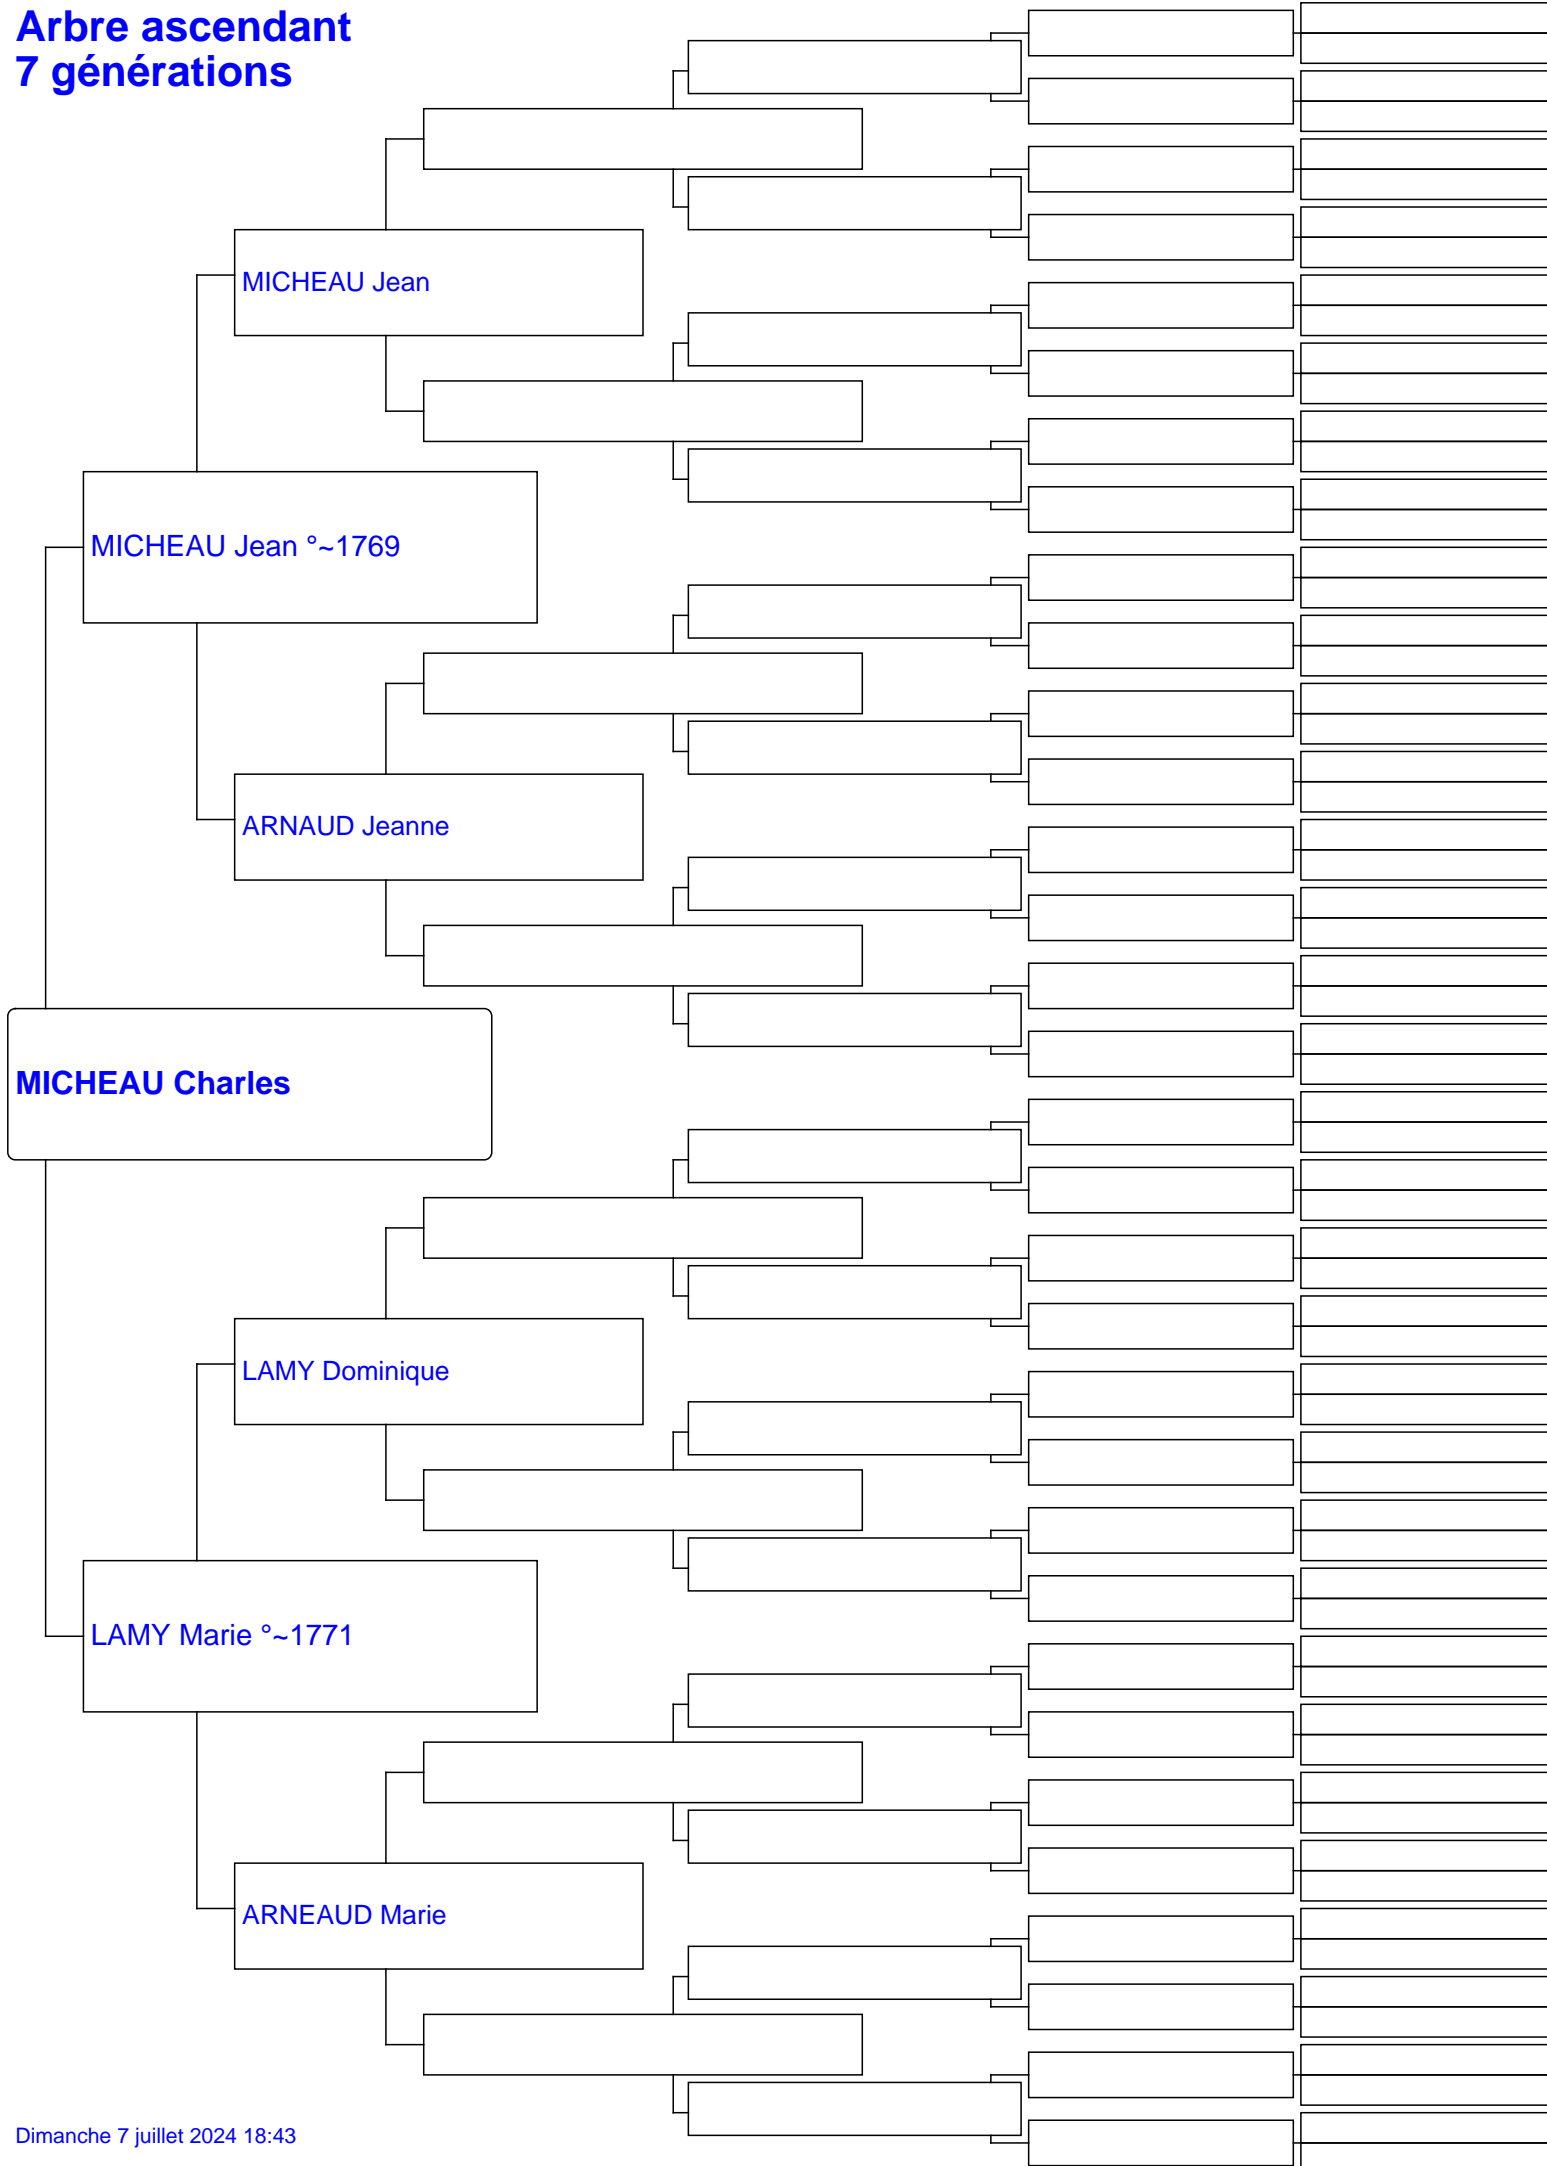 Arbre ascendant
7 générations
MICHEAU Jean
MICHEAU Jean °~1769
ARNAUD Jeanne
MICHEAU Charles
LAMY Dominique
LAMY Marie °~1771
ARNEAUD Marie
Dimanche 7 juillet 2024 18:43